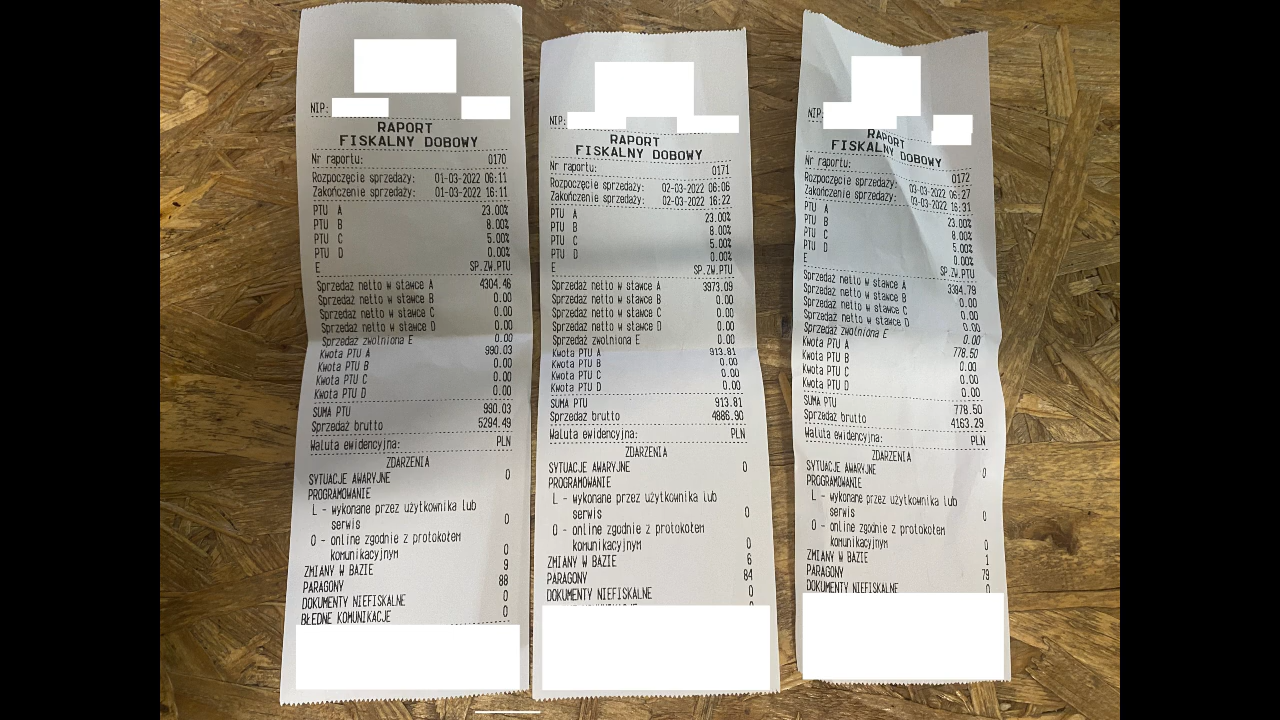 NIP:
RAPORT
FISKALNY DOBOWY
Nr raportu: 0170
Rozpoczęcie sprzedaży: 01-03-2022 06:11
Zakończenie sprzedaży: 01-03-2022 16:11
PTU A 23.00%
PTU B 8.00%
PTU C 5.00%
PTU D 0.00%
E SP.ZW.PTU
Sprzedaż netto w stawce A 4304.46
Sprzedaż netto w stawce B 0.00
Sprzedaż netto w stawce C 0.00
Sprzedaż netto w stawce D 0.00
Sprzedaż zwolniona E 0.00
Kwota PTU A 990.03
Kwota PTU B 0.00
Kwota PTU C 0.00
Kwota PTU D 0.00
SUMA PTU 990.03
Sprzedaż brutto 5294.49
Waluta ewidencyjna: PLN
ZDARZENIA
SYTUACJE AWARYJNE 0
PROGRAMOWANIE
L - wykonane przez użytkownika lub
serwis 0
O - online zgodnie z protokołem
komunikacyjnym 0
ZMIANY W BAZIE 9
PARAGONY 88
DOKUMENTY NIEFISKALNE 0
BŁĘDNE KOMUNIKACJE 0
NIP:
RAPORT
FISKALNY DOBOWY
Nr raportu: 0171
Rozpoczęcie sprzedaży: 02-03-2022 06:06
Zakończenie sprzedaży: 02-03-2022 16:22
PTU A 23.00%
PTU B 8.00%
PTU C 5.00%
PTU D 0.00%
E SP.ZW.PTU
Sprzedaż netto w stawce A 3973.09
Sprzedaż netto w stawce B 0.00
Sprzedaż netto w stawce C 0.00
Sprzedaż netto w stawce D 0.00
Sprzedaż zwolniona E 0.00
Kwota PTU A 913.81
Kwota PTU B 0.00
Kwota PTU C 0.00
Kwota PTU D 0.00
SUMA PTU 913.81
Sprzedaż brutto 4886.90
Waluta ewidencyjna: PLN
ZDARZENIA
SYTUACJE AWARYJNE 0
PROGRAMOWANIE
L - wykonane przez użytkownika lub
serwis 0
O - online zgodnie z protokołem
komunikacyjnym 0
ZMIANY W BAZIE 6
PARAGONY 84
DOKUMENTY NIEFISKALNE 0
NIP:
RAPORT
FISKALNY DOBOWY
Nr raportu: 0172
Rozpoczęcie sprzedaży: 03-03-2022 06:27
Zakończenie sprzedaży: 03-03-2022 16:31
PTU A 23.00%
PTU B 8.00%
PTU C 5.00%
PTU D 0.00%
E SP.ZW.PTU
Sprzedaż netto w stawce A 3384.79
Sprzedaż netto w stawce B 0.00
Sprzedaż netto w stawce C 0.00
Sprzedaż netto w stawce D 0.00
Sprzedaż zwolniona E 0.00
Kwota PTU A 778.50
Kwota PTU B 0.00
Kwota PTU C 0.00
Kwota PTU D 0.00
SUMA PTU 778.50
Sprzedaż brutto 4163.29
Waluta ewidencyjna: PLN
ZDARZENIA
SYTUACJE AWARYJNE 0
PROGRAMOWANIE
L - wykonane przez użytkownika lub
serwis 0
O - online zgodnie z protokołem
komunikacyjnym 0
ZMIANY W BAZIE 1
PARAGONY 79
DOKUMENTY NIEFISKALNE 0